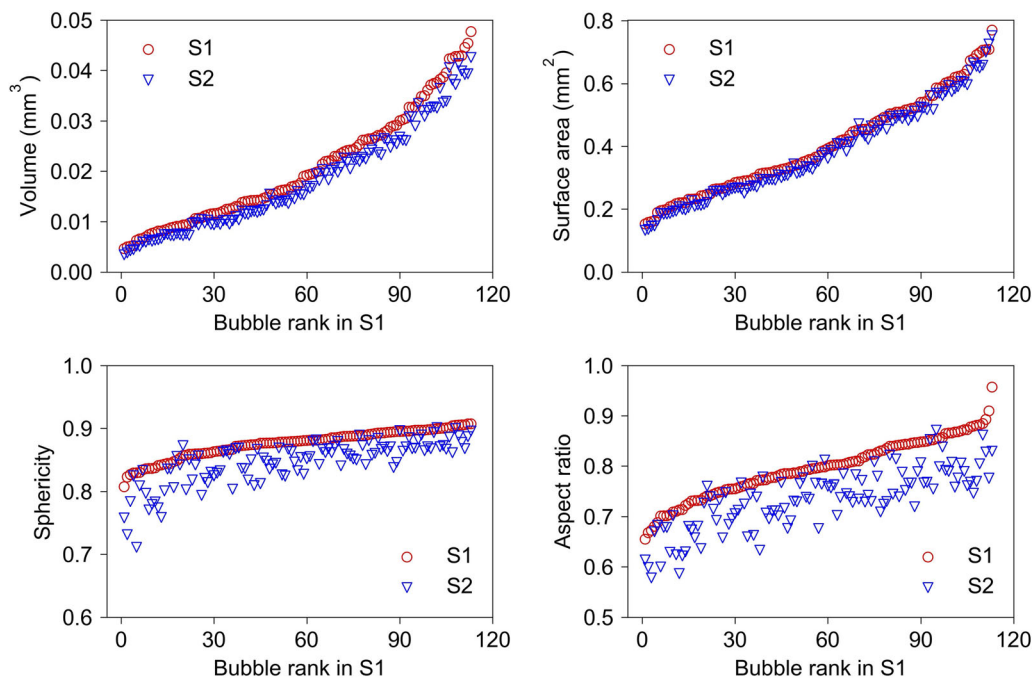 Volume (mm³)
0.05
0.04
0.03
0.02
0.01
0.00
S1
S2
0 30 60 90 120
Bubble rank in S1
Surface area (mm²)
0.8
0.6
0.4
0.2
0.0
S1
S2
0 30 60 90 120
Bubble rank in S1
Sphericity
1.0
0.9
0.8
0.7
0.6
S1
S2
0 30 60 90 120
Bubble rank in S1
Aspect ratio
1.0
0.9
0.8
0.7
0.6
0.5
S1
S2
0 30 60 90 120
Bubble rank in S1